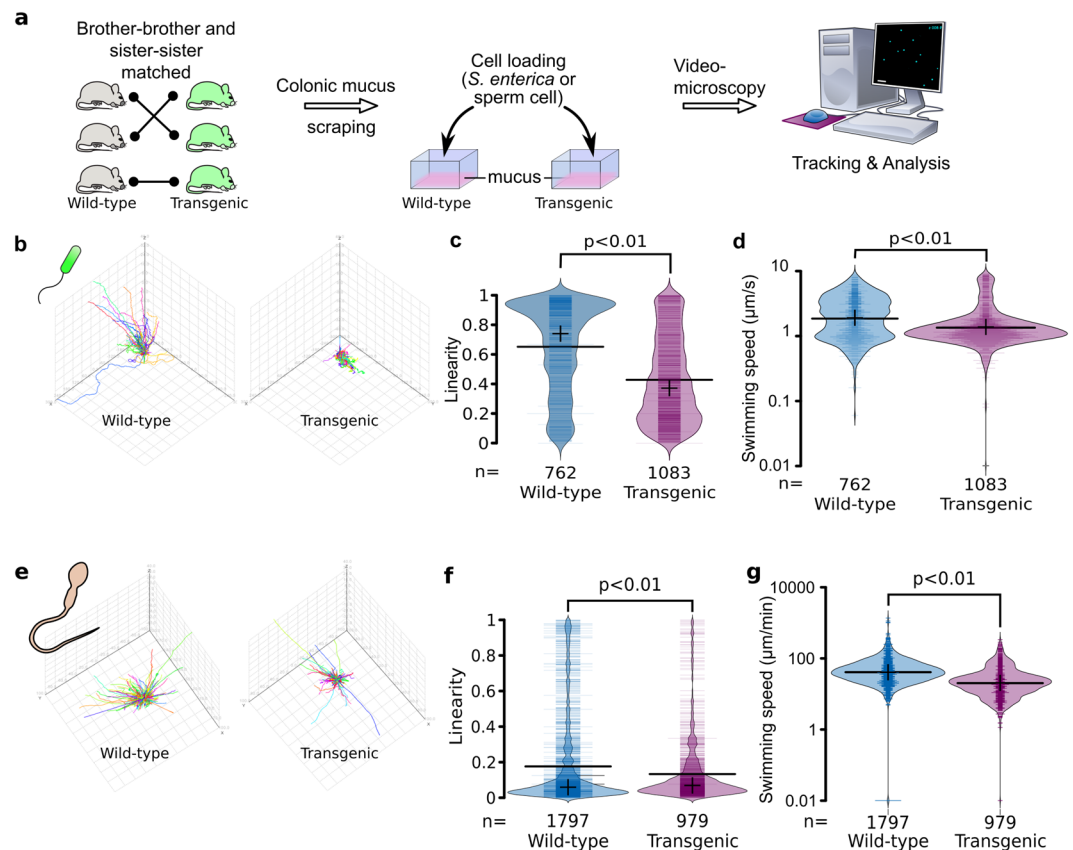 a
Brother-brother and
sister-sister
matched
Wild-type
Transgenic
Colonic mucus
scraping
Cell loading
(S. enterica or
sperm cell)
mucus
Wild-type
Transgenic
Video-
microscopy
Tracking & Analysis
b
Wild-type
Transgenic
c
p<0.01
Linearity
1
0.8
0.6
0.4
0.2
0
n=
762
1083
Wild-type
Transgenic
d
p<0.01
Swimming speed (µm/s)
10
1
0.1
0.01
n=
762
1083
Wild-type
Transgenic
e
Wild-type
Transgenic
f
p<0.01
Linearity
1
0.8
0.6
0.4
0.2
0
n=
1797
979
Wild-type
Transgenic
g
p<0.01
Swimming speed (µm/min)
10000
100
1
0.01
n=
1797
979
Wild-type
Transgenic